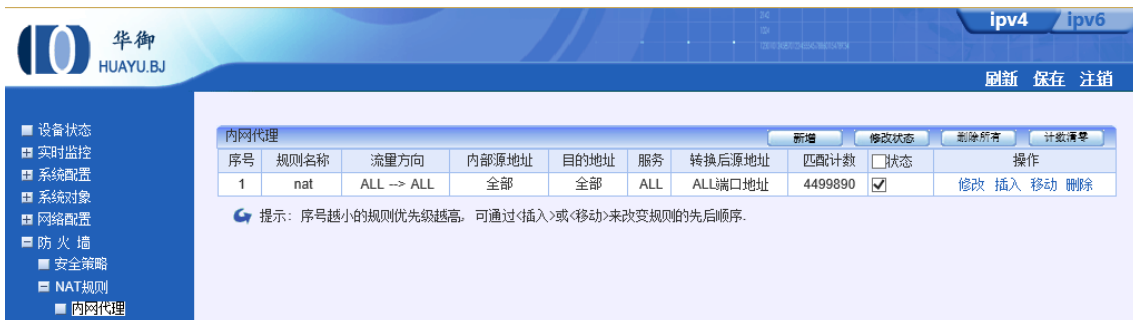 华御
HUAYU.BJ
ipv4 ipv6
刷新 保存 注销
设备状态
实时监控
系统配置
系统对象
网络配置
防火墙
安全策略
NAT规则
内网代理
内网代理 新增 修改状态 删除所有 计数清零
序号 规则名称 流量方向 内部源地址 目的地址 服务 转换后源地址 匹配计数 状态 操作
1 nat ALL --> ALL 全部 全部 ALL ALL端口地址 4499890 修改 插入 移动 删除
提示：序号越小的规则优先级越高，可通过<插入>或<移动>来改变规则的先后顺序.